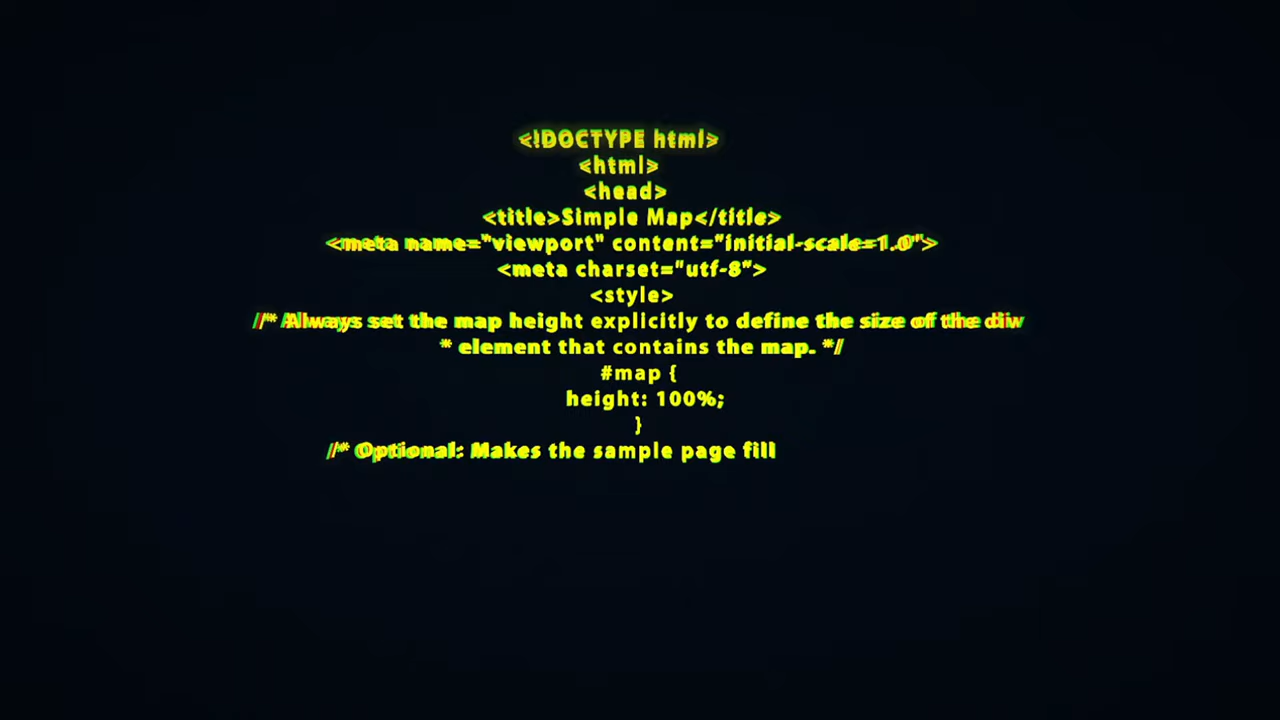 <!DOCTYPE html>
<html>
<head>
<title>Simple Map</title>
<meta name="viewport" content="initial-scale=1.0">
<meta charset="utf-8">
<style>
/* Always set the map height explicitly to define the size of the div
* element that contains the map. */
#map {
height: 100%;
}
/* Optional: Makes the sample page fill